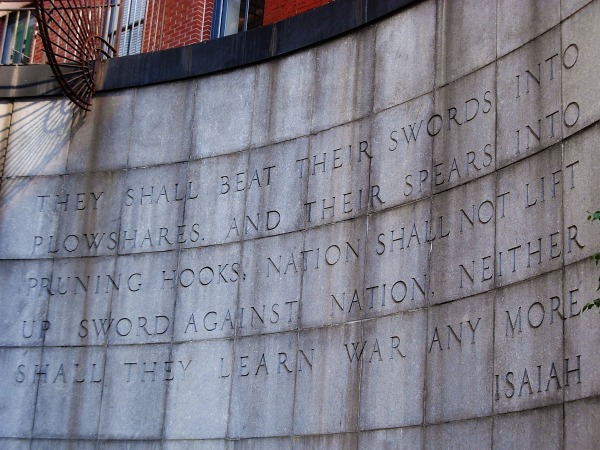 THEY SHALL BEAT THEIR SWORDS INTO
PLOWSHARES. AND THEIR SPEARS INTO
PRUNING HOOKS, NATION SHALL NOT LIFT
UP SWORD AGAINST NATION. NEITHER
SHALL THEY LEARN WAR ANY MORE
ISAIAH